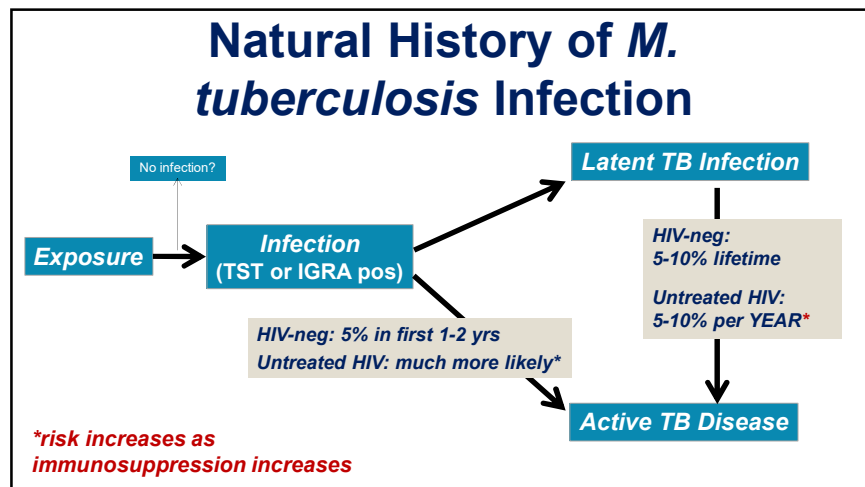 Natural History of M.
tuberculosis Infection
No infection?
Latent TB Infection
Exposure
Infection
(TST or IGRA pos)
HIV-neg:
5-10% lifetime
Untreated HIV:
5-10% per YEAR*
HIV-neg: 5% in first 1-2 yrs
Untreated HIV: much more likely*
Active TB Disease
*risk increases as
immunosuppression increases